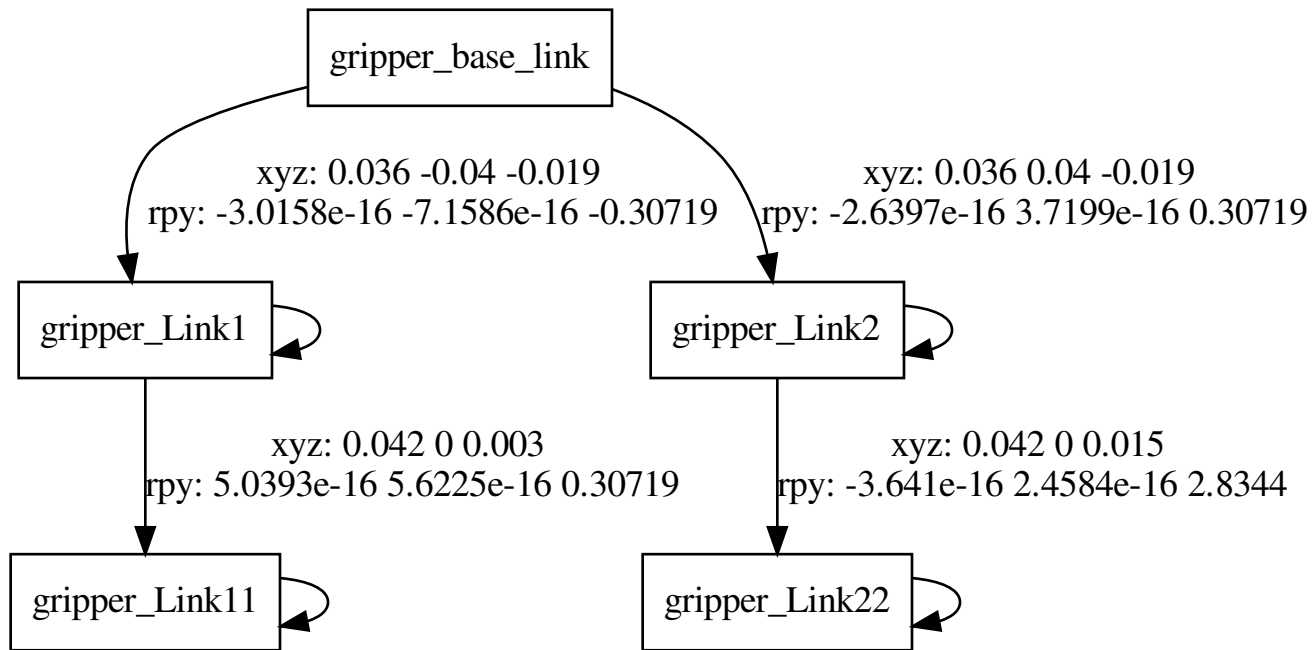 gripper_base_link
xyz: 0.036 -0.04 -0.019
rpy: -3.0158e-16 -7.1586e-16 -0.30719
xyz: 0.036 0.04 -0.019
rpy: -2.6397e-16 3.7199e-16 0.30719
gripper_Link1
gripper_Link2
xyz: 0.042 0 0.003
rpy: 5.0393e-16 5.6225e-16 0.30719
xyz: 0.042 0 0.015
rpy: -3.641e-16 2.4584e-16 2.8344
gripper_Link11
gripper_Link22